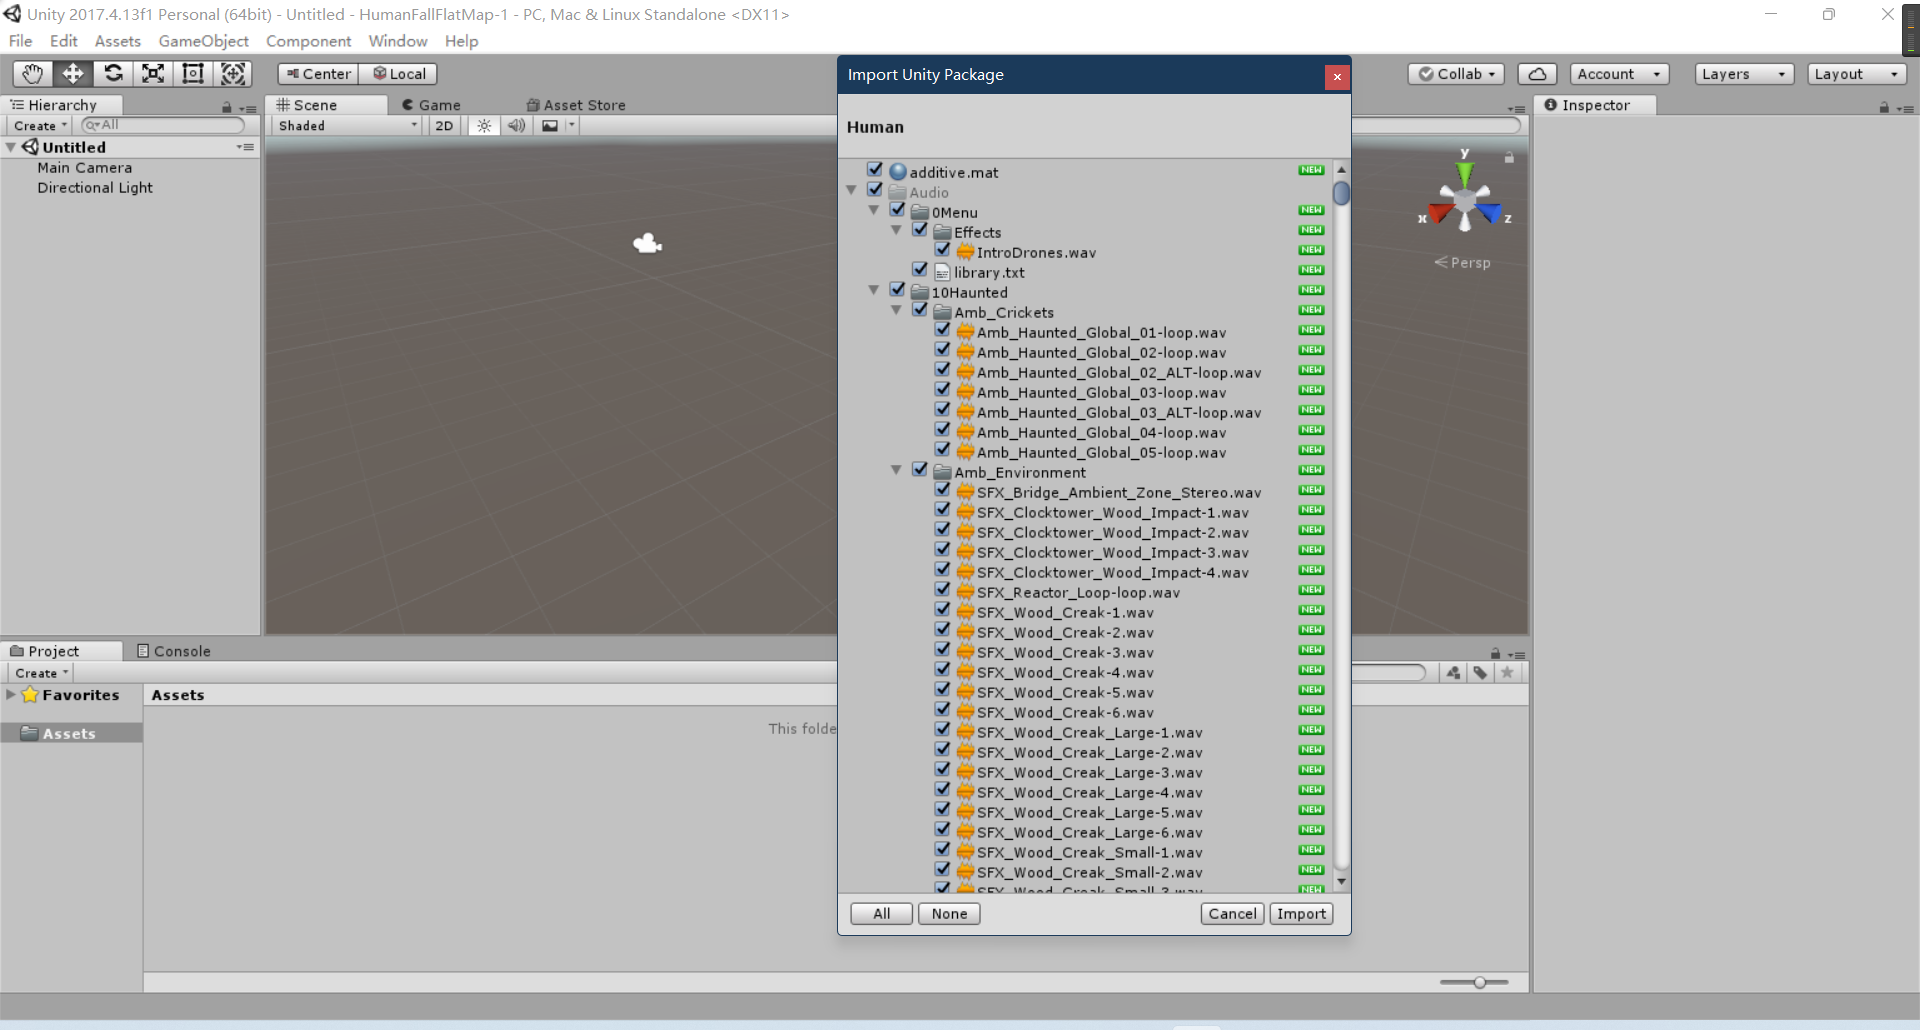 Unity 2017.4.13f1 Personal (64bit) - Untitled - HumanFallFlatMap-1 - PC, Mac & Linux Standalone <DX11>
File Edit Assets GameObject Component Window Help
Center Local
Collab Account Layers Layout
Hierarchy
Create All
Untitled
Main Camera
Directional Light
Scene Game Asset Store
Shaded 2D
y
x z
Persp
Inspector
Import Unity Package
Human
additive.mat NEW
Audio
0Menu NEW
Effects NEW
IntroDrones.wav NEW
library.txt NEW
10Haunted NEW
Amb_Crickets NEW
Amb_Haunted_Global_01-loop.wav NEW
Amb_Haunted_Global_02-loop.wav NEW
Amb_Haunted_Global_02_ALT-loop.wav NEW
Amb_Haunted_Global_03-loop.wav NEW
Amb_Haunted_Global_03_ALT-loop.wav NEW
Amb_Haunted_Global_04-loop.wav NEW
Amb_Haunted_Global_05-loop.wav NEW
Amb_Environment NEW
SFX_Bridge_Ambient_Zone_Stereo.wav NEW
SFX_Clocktower_Wood_Impact-1.wav NEW
SFX_Clocktower_Wood_Impact-2.wav NEW
SFX_Clocktower_Wood_Impact-3.wav NEW
SFX_Clocktower_Wood_Impact-4.wav NEW
SFX_Reactor_Loop-loop.wav NEW
SFX_Wood_Creak-1.wav NEW
SFX_Wood_Creak-2.wav NEW
SFX_Wood_Creak-3.wav NEW
SFX_Wood_Creak-4.wav NEW
SFX_Wood_Creak-5.wav NEW
SFX_Wood_Creak-6.wav NEW
SFX_Wood_Creak_Large-1.wav NEW
SFX_Wood_Creak_Large-2.wav NEW
SFX_Wood_Creak_Large-3.wav NEW
SFX_Wood_Creak_Large-4.wav NEW
SFX_Wood_Creak_Large-5.wav NEW
SFX_Wood_Creak_Large-6.wav NEW
SFX_Wood_Creak_Small-1.wav NEW
SFX_Wood_Creak_Small-2.wav NEW
SFX_Wood_Creak_Small-3.wav NEW
All None Cancel Import
Project Console
Create
Favorites
Assets
Assets
This folde